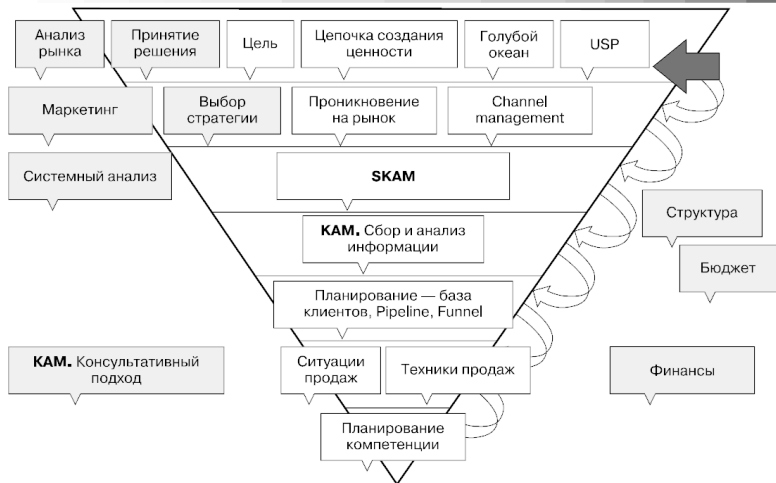 Анализ
рынка
Принятие
решения
Цель
Цепочка создания
ценности
Голубой
океан
USP
Маркетинг
Выбор
стратегии
Проникновение
на рынок
Channel
management
Системный анализ
SKAM
Структура
КАМ. Сбор и анализ
информации
Бюджет
Планирование — база
клиентов, Pipeline, Funnel
КАМ. Консультативный
подход
Ситуации
продаж
Техники продаж
Финансы
Планирование
компетенции